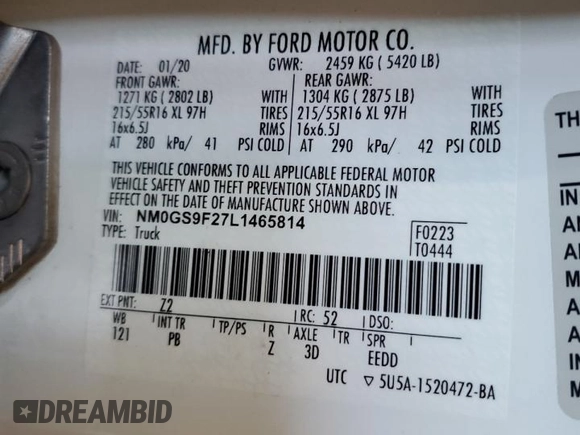 MFD. BY FORD MOTOR CO.
DATE: 01/20 GVWR: 2459 KG ( 5420 LB)
FRONT GAWR: REAR GAWR:
1271 KG ( 2802 LB) WITH 1304 KG ( 2875 LB) WITH
215/55R16 XL 97H TIRES 215/55R16 XL 97H TIRES
16x6.5J RIMS 16x6.5J RIMS
AT 280 kPa/ 41 PSI COLD AT 290 kPa/ 42 PSI COLD
THIS VEHICLE CONFORMS TO ALL APPLICABLE FEDERAL MOTOR
VEHICLE SAFETY AND THEFT PREVENTION STANDARDS IN
EFFECT ON THE DATE OF MANUFACTURE SHOWN ABOVE.
VIN: NM0GS9F27L1465814
TYPE: Truck
F0223
T0444
EXT PNT: Z2 RC: 52 DSO:
WB INT TR TP/PS R AXLE TR SPR
121 PB Z 3D EEDD
UTC ▽ 5U5A-1520472-BA
TH
DREAMBID